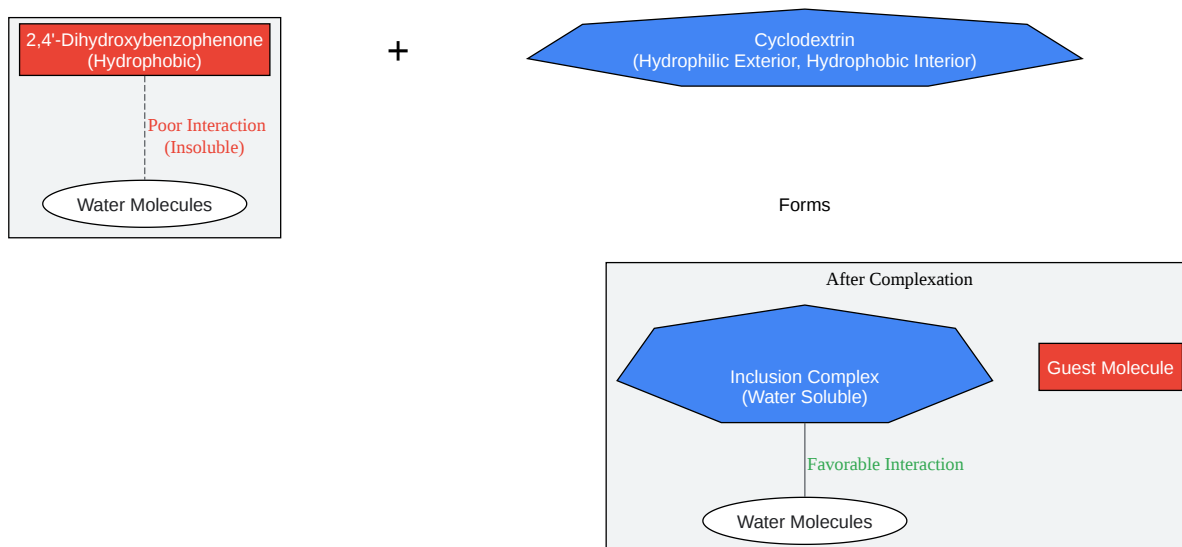 2,4'-Dihydroxybenzophenone
(Hydrophobic)
+
Cyclodextrin
(Hydrophilic Exterior, Hydrophobic Interior)
Poor Interaction
(Insoluble)
Water Molecules
Forms
After Complexation
Inclusion Complex
(Water Soluble)
Guest Molecule
Favorable Interaction
Water Molecules